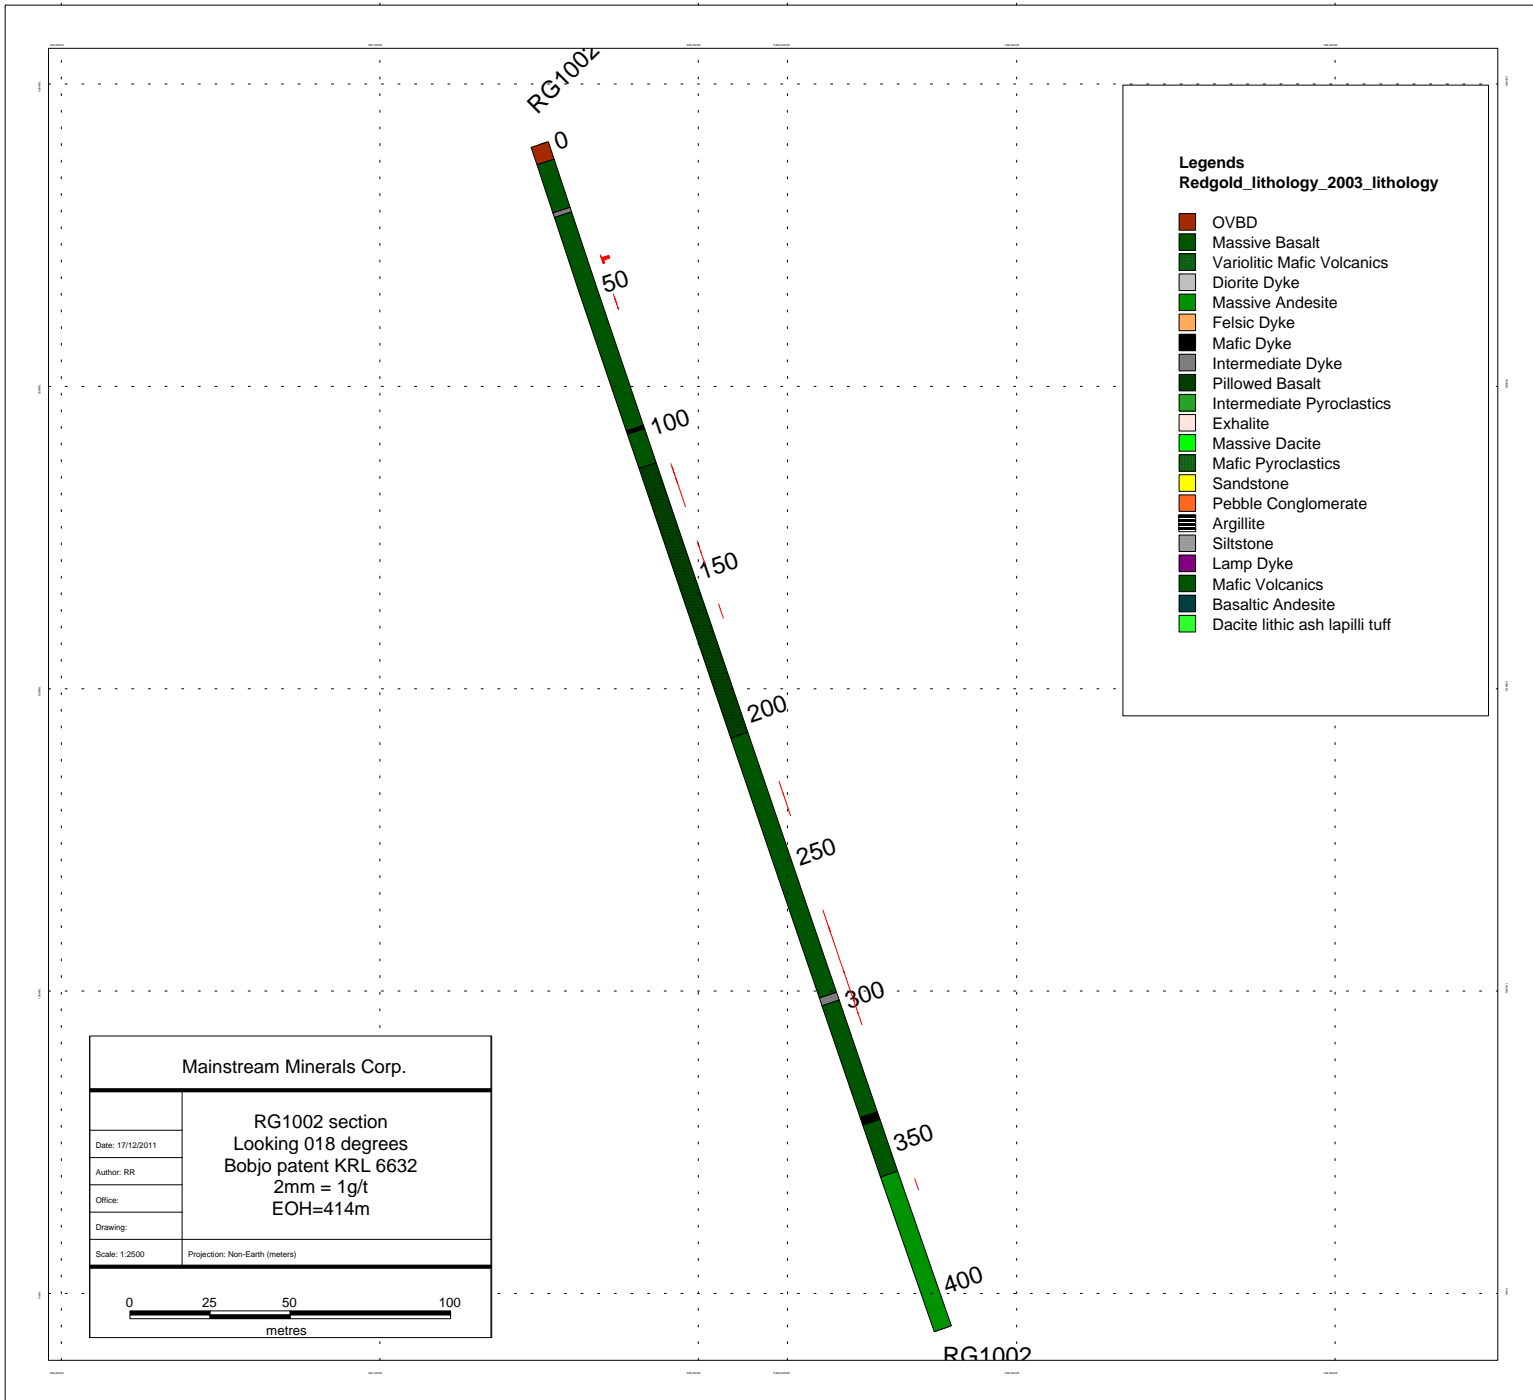 RG1002
0
50
100
150
200
250
300
350
400
RG1002
Legends
Redgold_lithology_2003_lithology
OVBD
Massive Basalt
Variolitic Mafic Volcanics
Diorite Dyke
Massive Andesite
Felsic Dyke
Mafic Dyke
Intermediate Dyke
Pillowed Basalt
Intermediate Pyroclastics
Exhalite
Massive Dacite
Mafic Pyroclastics
Sandstone
Pebble Conglomerate
Argillite
Siltstone
Lamp Dyke
Mafic Volcanics
Basaltic Andesite
Dacite lithic ash lapilli tuff
Mainstream Minerals Corp.
RG1002 section
Looking 018 degrees
Bobjo patent KRL 6632
2mm = 1g/t
EOH=414m
Date: 17/12/2011
Author: RR
Office:
Drawing:
Scale: 1:2500
Projection: Non-Earth (meters)
0 25 50 100
metres